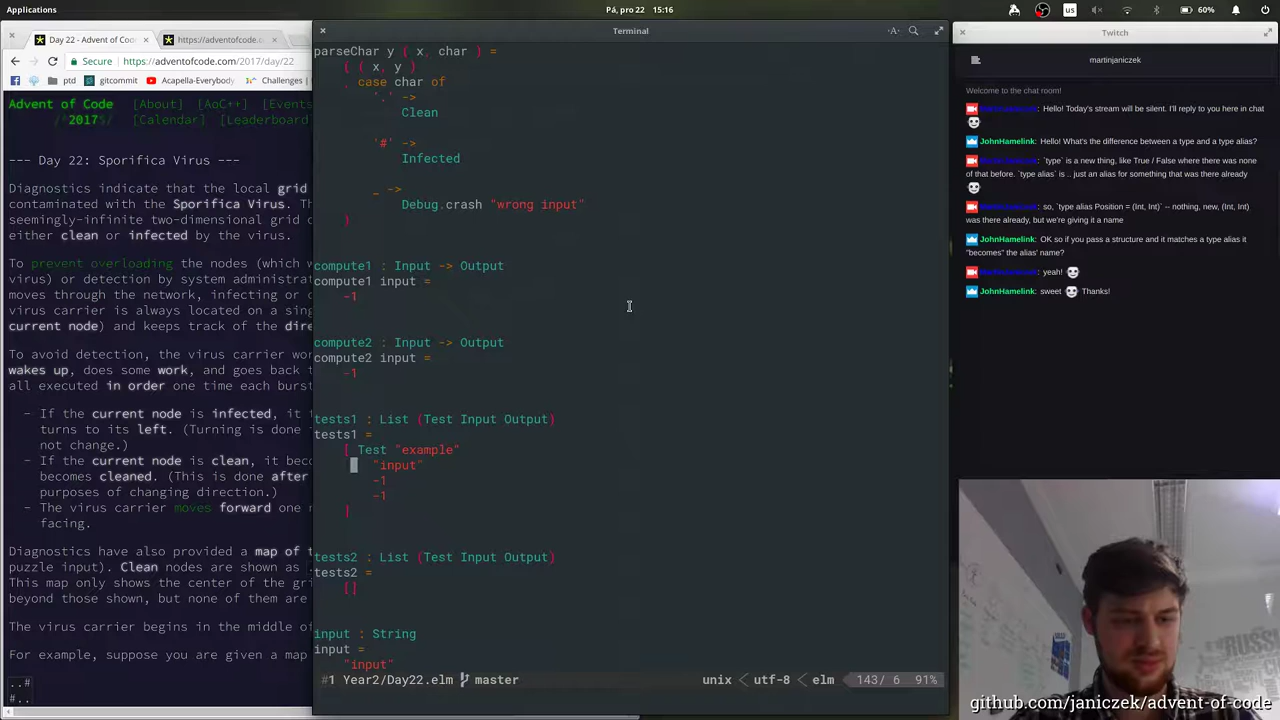 Applications
Pá, pro 22 15:16
us
60%
Day 22 - Advent of Code
https://adventofcode.co
Secure
https://adventofcode.com/2017/day/22
ptd
gitcommit
Acapella-Everybody
Challenges
Advent of Code [About] [AoC++] [Events
/*2017*/ [Calendar] [Leaderboard
--- Day 22: Sporifica Virus ---
Diagnostics indicate that the local grid
contaminated with the Sporifica Virus. Th
seemingly-infinite two-dimensional grid o
either clean or infected by the virus.
To prevent overloading the nodes (which w
virus) or detection by system administrat
moves through the network, infecting or c
virus carrier is always located on a singl
current node) and keeps track of the dire
To avoid detection, the virus carrier wor
wakes up, does some work, and goes back t
all executed in order one time each burst
- If the current node is infected, it t
turns to its left. (Turning is done
not change.)
- If the current node is clean, it beco
becomes cleaned. (This is done after
purposes of changing direction.)
- The virus carrier moves forward one n
facing.
Diagnostics have also provided a map of t
puzzle input). Clean nodes are shown as
This map only shows the center of the gri
beyond those shown, but none of them are
The virus carrier begins in the middle of
For example, suppose you are given a map
..#
#..
Terminal
parseChar y ( x, char ) =
[ ( x, y )
, case char of
'.' ->
Clean
'#' ->
Infected
_ ->
Debug.crash "wrong input"
)
compute1 : Input -> Output
compute1 input =
-1
compute2 : Input -> Output
compute2 input =
-1
tests1 : List (Test Input Output)
tests1 =
[ Test "example"
"input"
-1
-1
]
tests2 : List (Test Input Output)
tests2 =
[]
input : String
input =
"input"
#1 Year2/Day22.elm master
unix < utf-8 < elm
143/ 6 91%
Twitch
martinjaniczek
Welcome to the chat room!
Hello! Today's stream will be silent. I'll reply to you here in chat
JohnHamelink: Hello! What's the difference between a type and a type alias?
`type` is a new thing, like True / False where there was none
of that before. `type alias` is .. just an alias for something that was there already
so, `type alias Position = (Int, Int)` -- nothing, new, (Int, Int)
was there already, but we're giving it a name
JohnHamelink: OK so if you pass a structure and it matches a type alias it
"becomes" the alias' name?
yeah!
JohnHamelink: sweet Thanks!
github.com/janiczek/advent-of-code